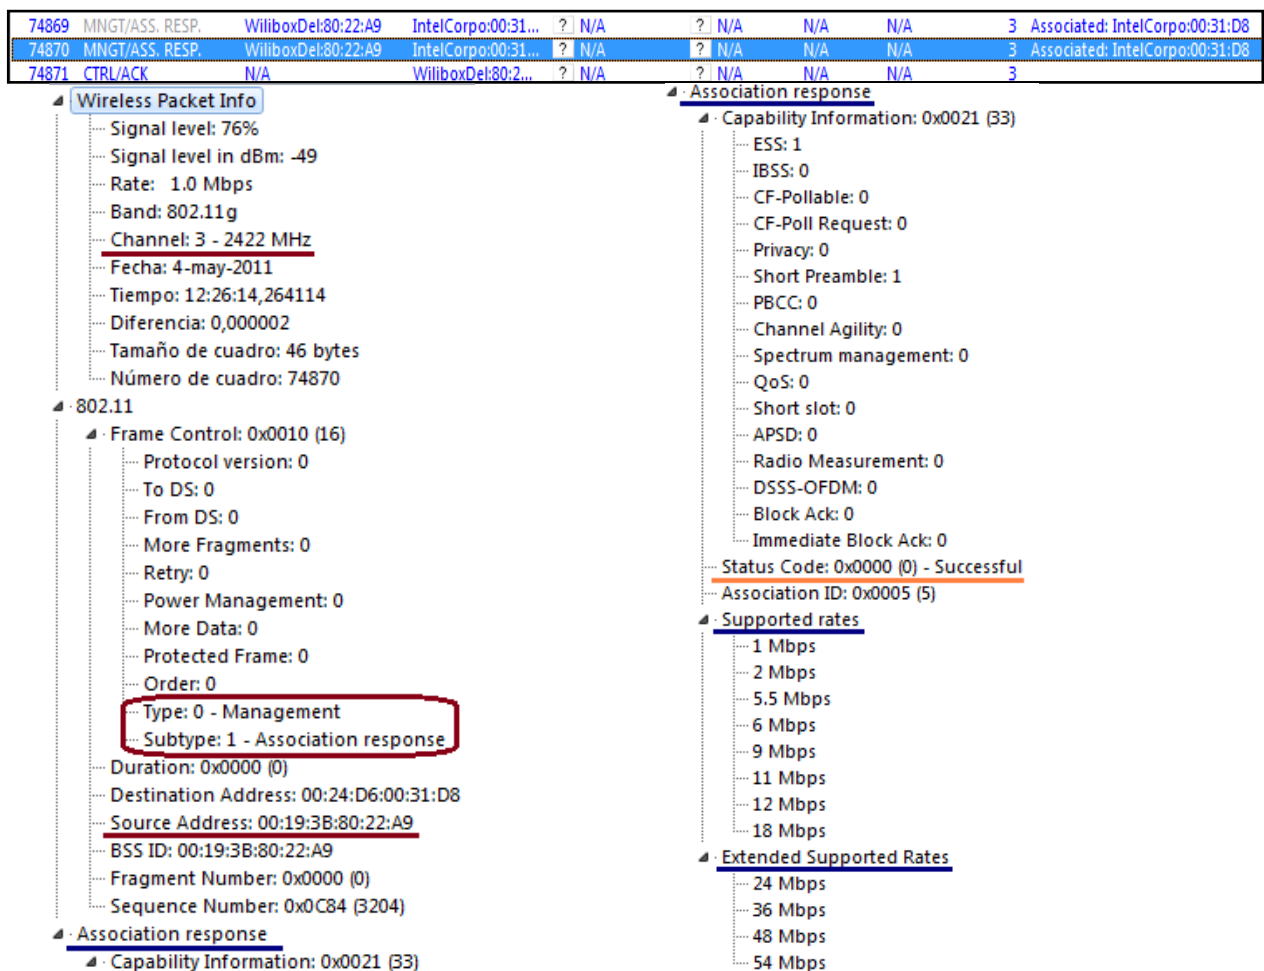 74869 MNGT/ASS. RESP. WiliboxDel:80:22:A9 IntelCorpo:00:31... ? N/A ? N/A N/A N/A 3 Associated: IntelCorpo:00:31:D8
74870 MNGT/ASS. RESP. WiliboxDel:80:22:A9 IntelCorpo:00:31... ? N/A ? N/A N/A N/A 3 Associated: IntelCorpo:00:31:D8
74871 CTRL/ACK N/A WiliboxDel:80:2... ? N/A ? N/A N/A N/A 3
Wireless Packet Info
Signal level: 76%
Signal level in dBm: -49
Rate: 1.0 Mbps
Band: 802.11g
Channel: 3 - 2422 MHz
Fecha: 4-may-2011
Tiempo: 12:26:14,264114
Diferencia: 0,000002
Tamaño de cuadro: 46 bytes
Número de cuadro: 74870
802.11
Frame Control: 0x0010 (16)
Protocol version: 0
To DS: 0
From DS: 0
More Fragments: 0
Retry: 0
Power Management: 0
More Data: 0
Protected Frame: 0
Order: 0
Type: 0 - Management
Subtype: 1 - Association response
Duration: 0x0000 (0)
Destination Address: 00:24:D6:00:31:D8
Source Address: 00:19:3B:80:22:A9
BSS ID: 00:19:3B:80:22:A9
Fragment Number: 0x0000 (0)
Sequence Number: 0x0C84 (3204)
Association response
Capability Information: 0x0021 (33)
Association response
Capability Information: 0x0021 (33)
ESS: 1
IBSS: 0
CF-Pollable: 0
CF-Poll Request: 0
Privacy: 0
Short Preamble: 1
PBCC: 0
Channel Agility: 0
Spectrum management: 0
QoS: 0
Short slot: 0
APSD: 0
Radio Measurement: 0
DSSS-OFDM: 0
Block Ack: 0
Immediate Block Ack: 0
Status Code: 0x0000 (0) - Successful
Association ID: 0x0005 (5)
Supported rates
1 Mbps
2 Mbps
5.5 Mbps
6 Mbps
9 Mbps
11 Mbps
12 Mbps
18 Mbps
Extended Supported Rates
24 Mbps
36 Mbps
48 Mbps
54 Mbps